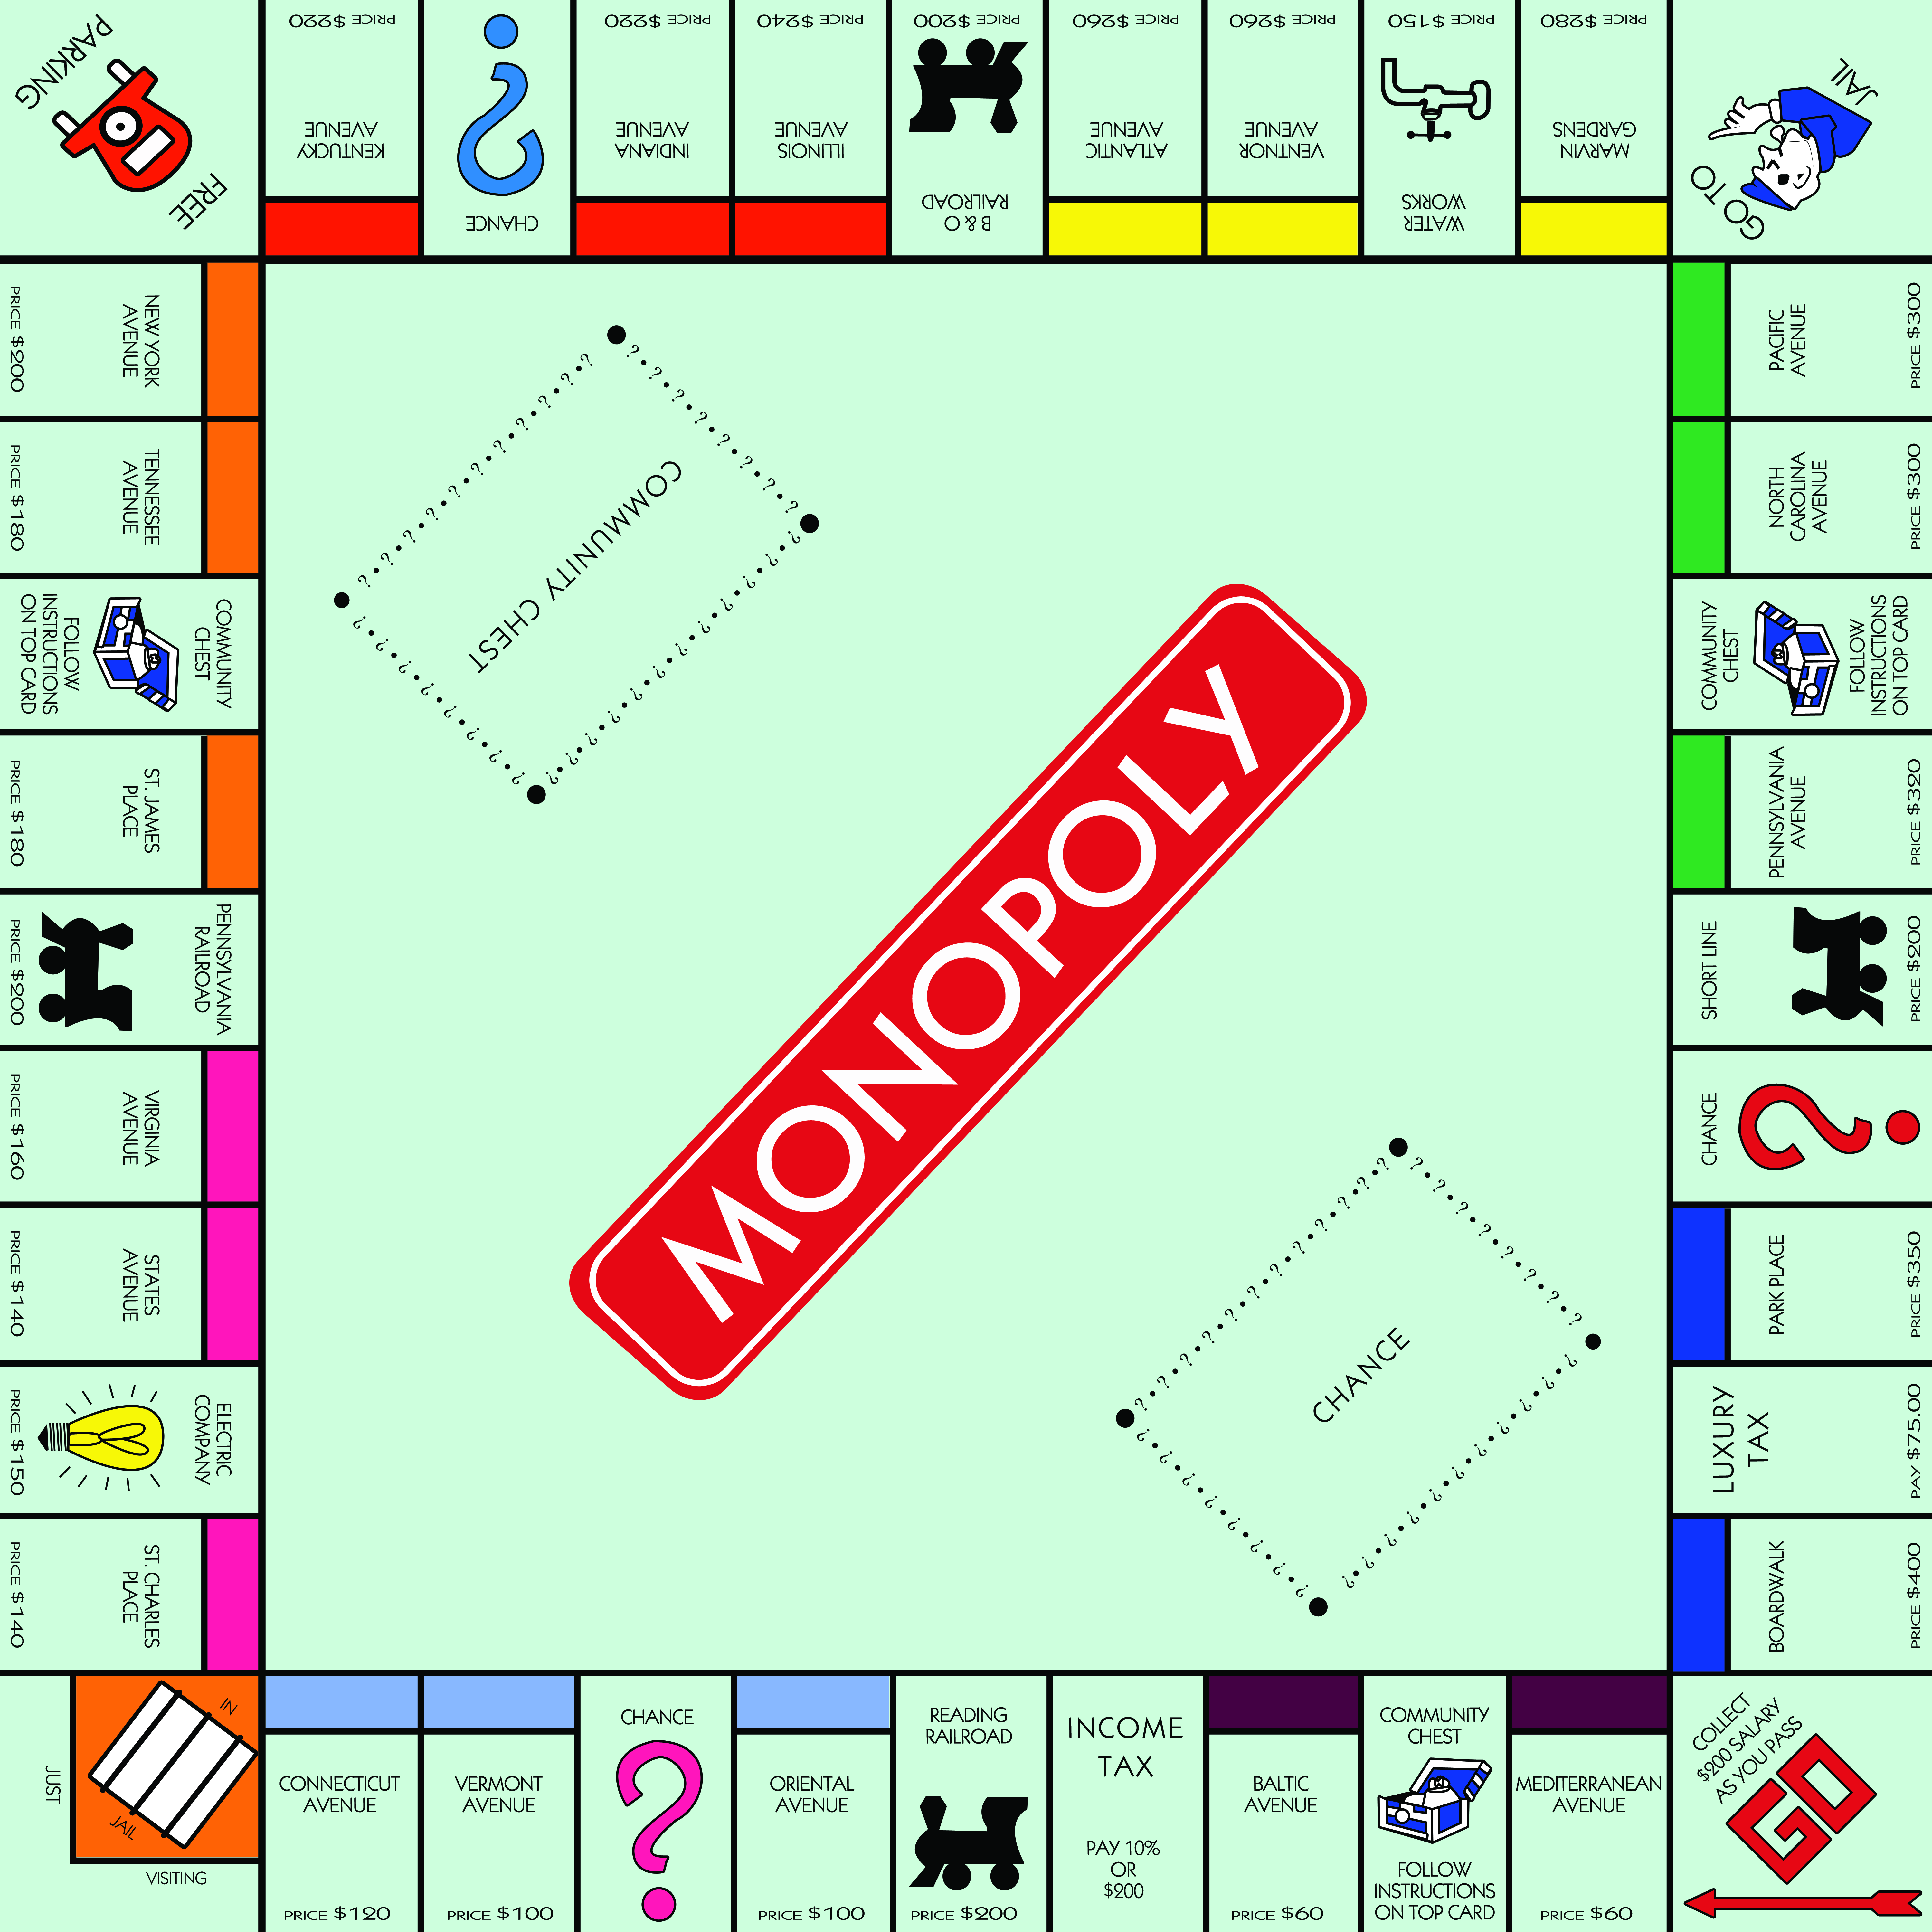 COLLECT
$200 SALARY
AS YOU PASS
GO
MEDITERRANEAN
AVENUE
PRICE $60
COMMUNITY
CHEST
FOLLOW
INSTRUCTIONS
ON TOP CARD
BALTIC
AVENUE
PRICE $60
INCOME
TAX
PAY 10%
OR
$200
READING
RAILROAD
PRICE $200
ORIENTAL
AVENUE
PRICE $100
CHANCE
?
VERMONT
AVENUE
PRICE $100
CONNECTICUT
AVENUE
PRICE $120
IN
JAIL
JUST
VISITING
ST. CHARLES
PLACE
PRICE $140
ELECTRIC
COMPANY
PRICE $150
STATES
AVENUE
PRICE $140
VIRGINIA
AVENUE
PRICE $160
PENNSYLVANIA
RAILROAD
PRICE $200
ST. JAMES
PLACE
PRICE $180
COMMUNITY
CHEST
FOLLOW
INSTRUCTIONS
ON TOP CARD
TENNESSEE
AVENUE
PRICE $180
NEW YORK
AVENUE
PRICE $200
FREE
PARKING
KENTUCKY
AVENUE
PRICE $220
CHANCE
?
INDIANA
AVENUE
PRICE $220
ILLINOIS
AVENUE
PRICE $240
B & O
RAILROAD
PRICE $200
ATLANTIC
AVENUE
PRICE $260
VENTNOR
AVENUE
PRICE $260
WATER
WORKS
PRICE $150
MARVIN
GARDENS
PRICE $280
GO TO
JAIL
PACIFIC
AVENUE
PRICE $300
NORTH
CAROLINA
AVENUE
PRICE $300
COMMUNITY
CHEST
FOLLOW
INSTRUCTIONS
ON TOP CARD
PENNSYLVANIA
AVENUE
PRICE $320
SHORT LINE
PRICE $200
CHANCE
?
PARK PLACE
PRICE $350
LUXURY
TAX
PAY $75.00
BOARDWALK
PRICE $400
COMMUNITY CHEST
MONOPOLY
CHANCE